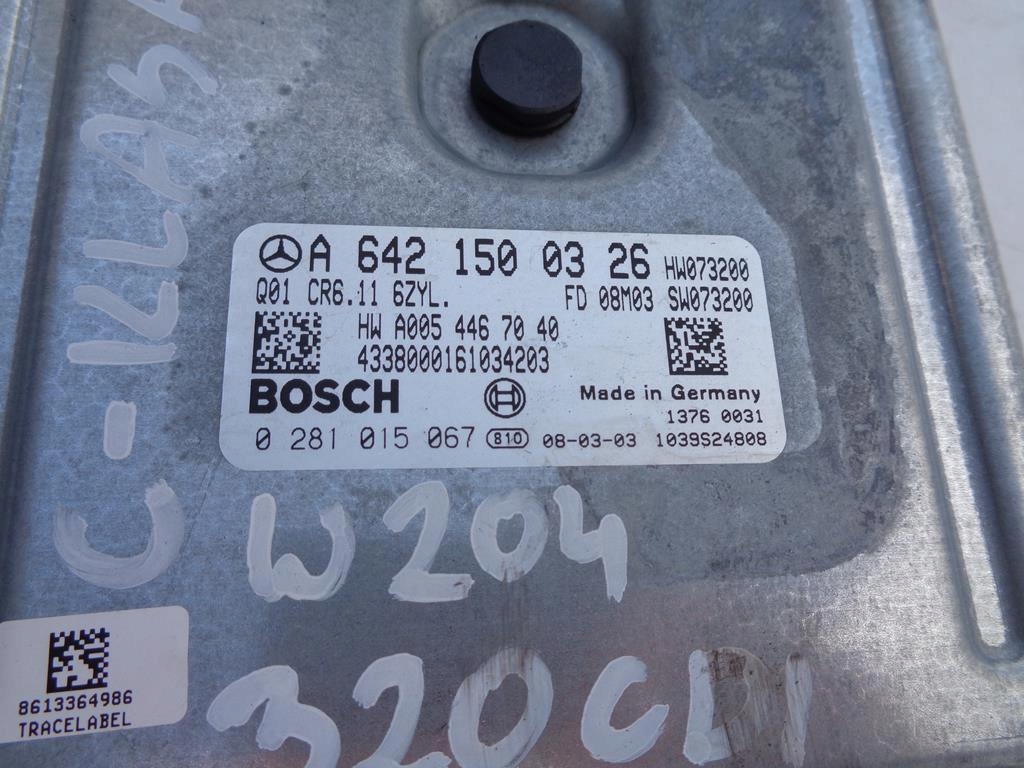 A 642 150 03 26 HW073200
Q01 CR6.11 6ZYL. FD 08M03 SW073200
HW A005 446 70 40
4338000161034203
BOSCH
Made in Germany
1376 0031
0 281 015 067 810 08-03-03 1039S24808
C-KLASA
W204
320CDI
8613364986
TRACELABEL